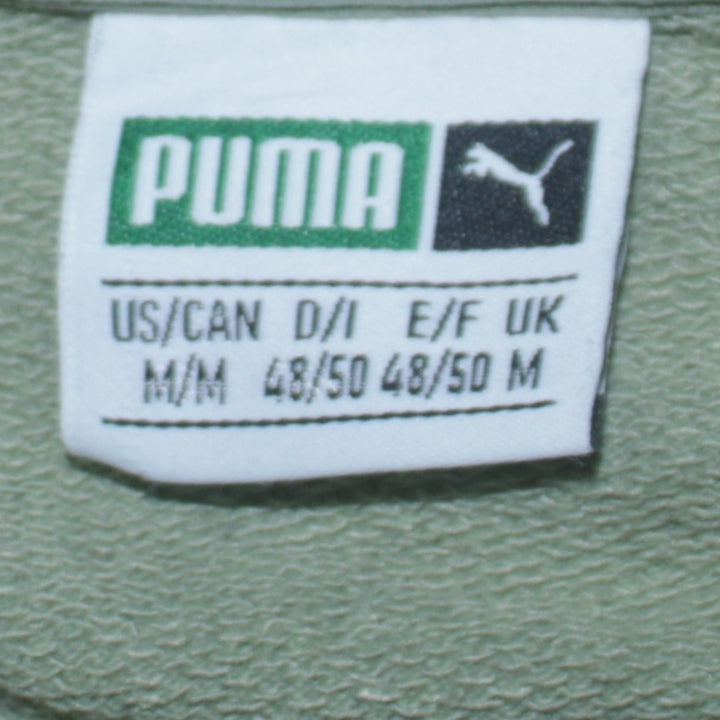 PUMA
US/CAN D/I E/F UK
M/M 48/50 48/50 M